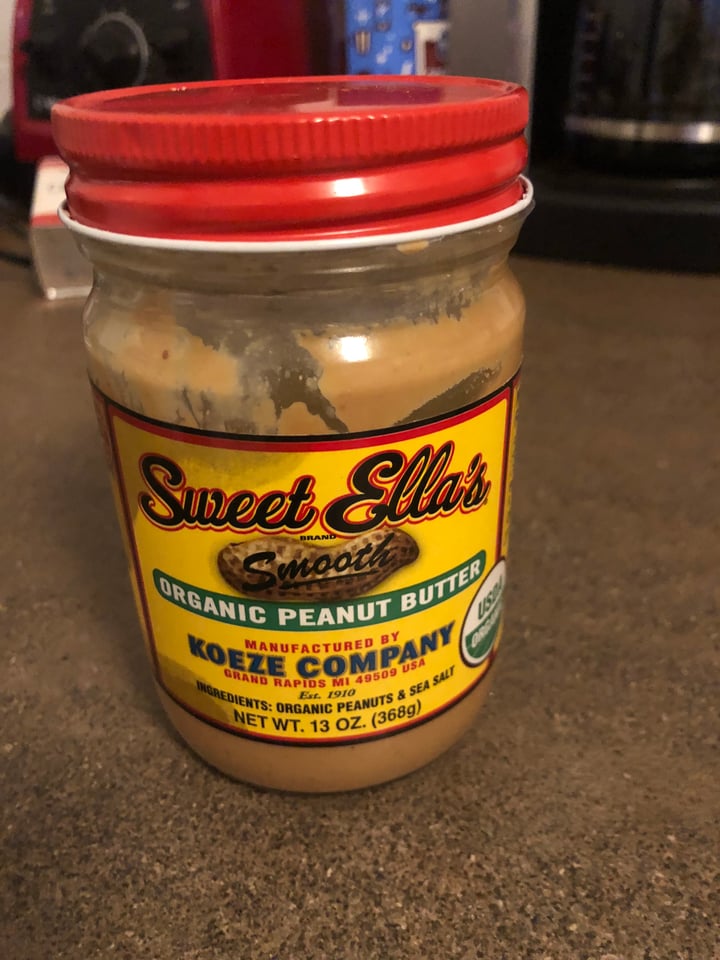 Sweet Ella's
BRAND
Smooth
ORGANIC PEANUT BUTTER
USDA
ORGANIC
MANUFACTURED BY
KOEZE COMPANY
GRAND RAPIDS MI 49509 USA
Est. 1910
INGREDIENTS: ORGANIC PEANUTS & SEA SALT
NET WT. 13 OZ. (368g)